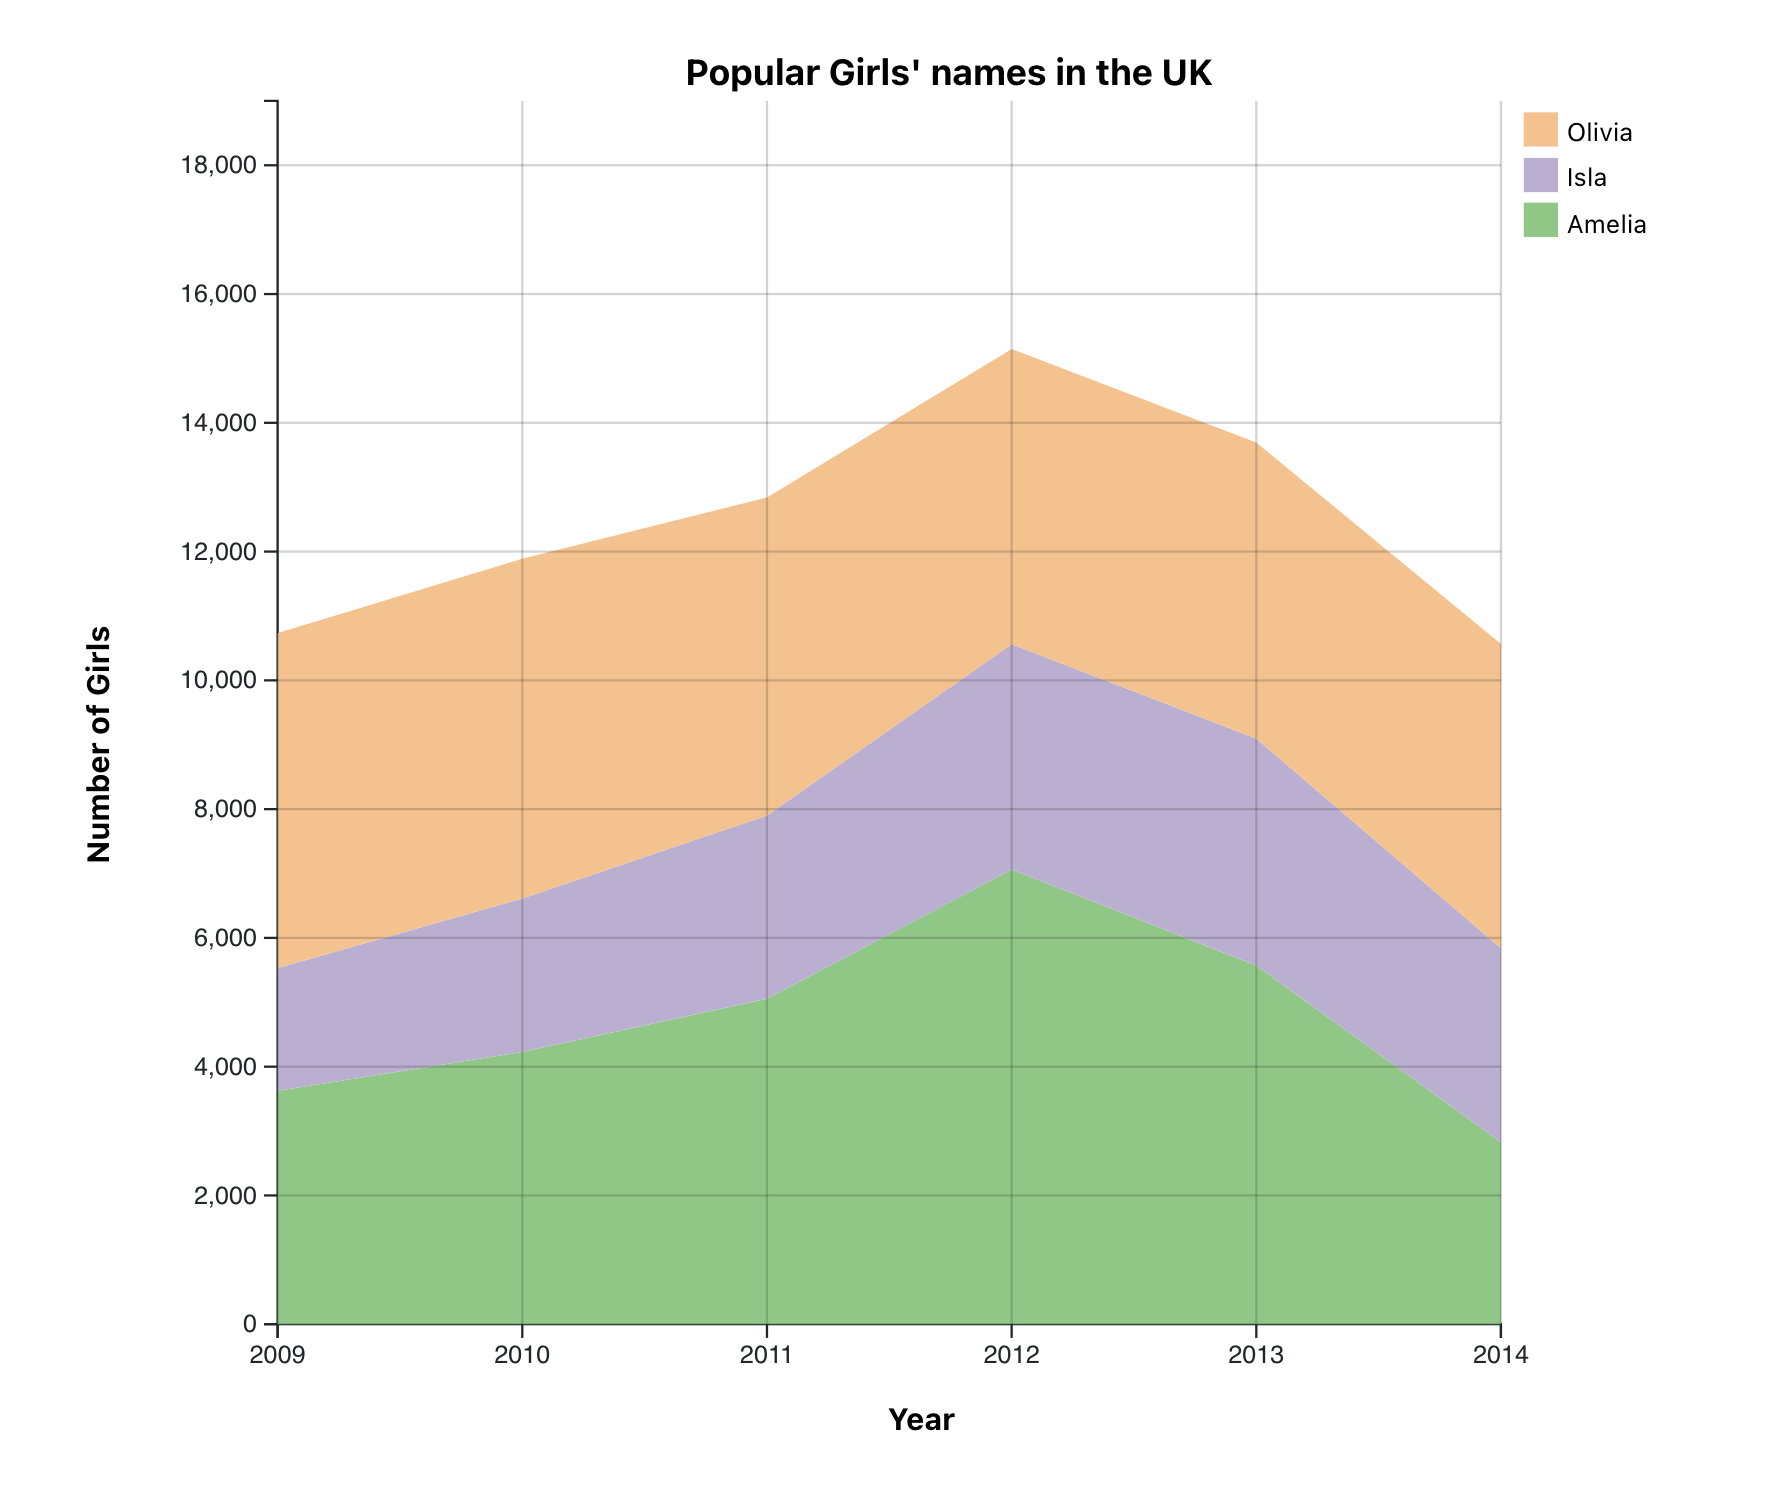 Popular Girls' names in the UK
Olivia
Isla
Amelia
18,000
16,000
14,000
12,000
10,000
8,000
6,000
4,000
2,000
0
Number of Girls
2009 2010 2011 2012 2013 2014
Year